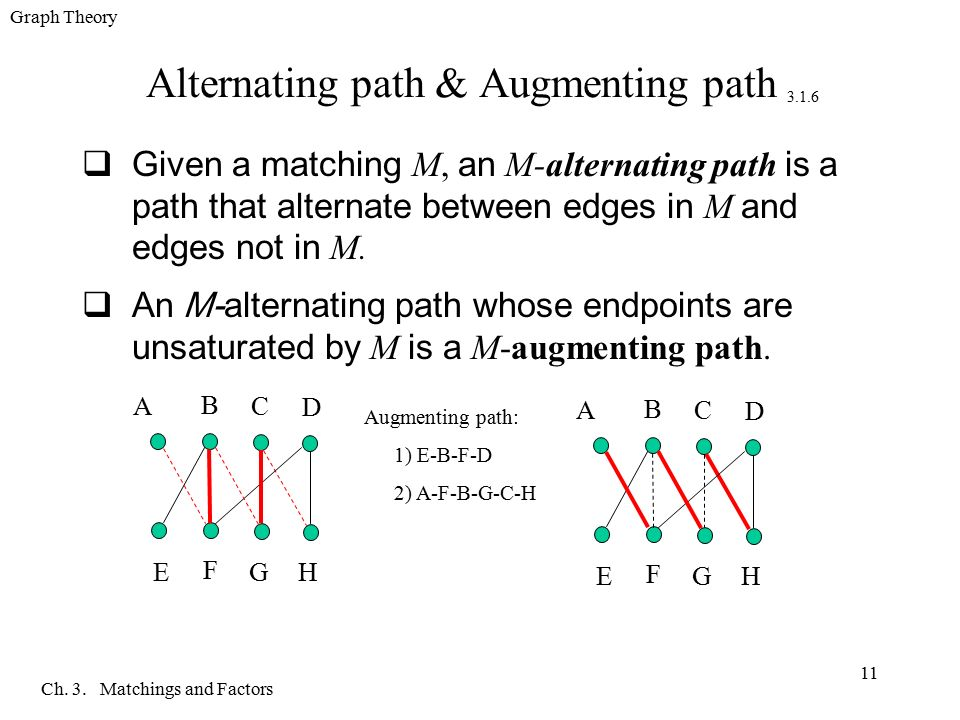 Graph Theory
Alternating path & Augmenting path 3.1.6
Given a matching M, an M-alternating path is a
path that alternate between edges in M and
edges not in M.
An M-alternating path whose endpoints are
unsaturated by M is a M-augmenting path.
A B C D
Augmenting path:
1) E-B-F-D
2) A-F-B-G-C-H
A B C D
E F G H
E F G H
11
Ch. 3. Matchings and Factors